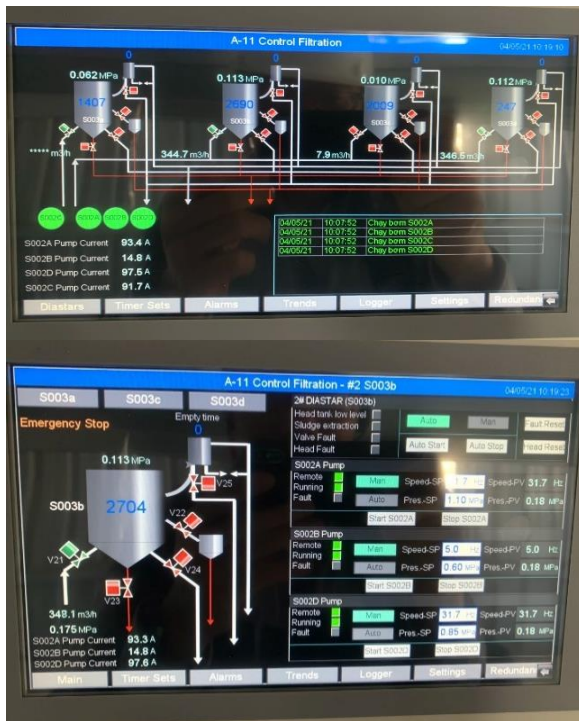 A-11 Control Filtration
04/05/21 10:19:10
0 0 0 0
0.062 MPa 0.113 MPa 0.010 MPa 0.112 MPa
1407 2690 2009 247
S003a
***** m3/h 344.7 m3/h 7.9 m3/h 346.5 m3/h
S002C S002A S002B S002D
S002A Pump Current 93.4 A
S002B Pump Current 14.8 A
S002D Pump Current 97.5 A
S002C Pump Current 91.7 A
04/05/21 10:07:52 Chay bom S002A
04/05/21 10:07:52 Chay bom S002B
04/05/21 10:07:52 Chay bom S002C
04/05/21 10:07:52 Chay bom S002D
Diastars Timer Sets Alarms Trends Logger Settings Redundan
A-11 Control Filtration - #2 S003b
04/05/21 10:19:23
S003a S003c S003d
Emergency Stop
Empty time
0
0.113 MPa
S003b
2704
V25
V22
V21
V24
V23
348.1 m3/h
0.175 MPa
S002A Pump Current 93.3 A
S002B Pump Current 14.8 A
S002D Pump Current 97.6 A
2# DIASTAR (S003b)
Head tank low level
Sludge extraction
Valve Fault
Head Fault
Auto Man Fault Reset
Auto Start Auto Stop Head Reset
S002A Pump
Remote
Running
Fault
Man Speed-SP Speed-PV 31.7 Hz
Auto Pres.-SP 1.10 MPa Pres.-PV 0.18 MPa
Start S002A Stop S002A
S002B Pump
Remote
Running
Fault
Man Speed-SP 5.0 Hz Speed-PV 5.0 Hz
Auto Pres.-SP 0.60 MPa Pres.-PV 0.18 MPa
Start S002B Stop S002B
S002D Pump
Remote
Running
Fault
Man Speed-SP 31.7 Hz Speed-PV 31.7 Hz
Auto Pres.-SP 0.85 MPa Pres.-PV 0.18 MPa
Start S002D Stop S002D
Main Timer Sets Alarms Trends Logger Settings Redundan